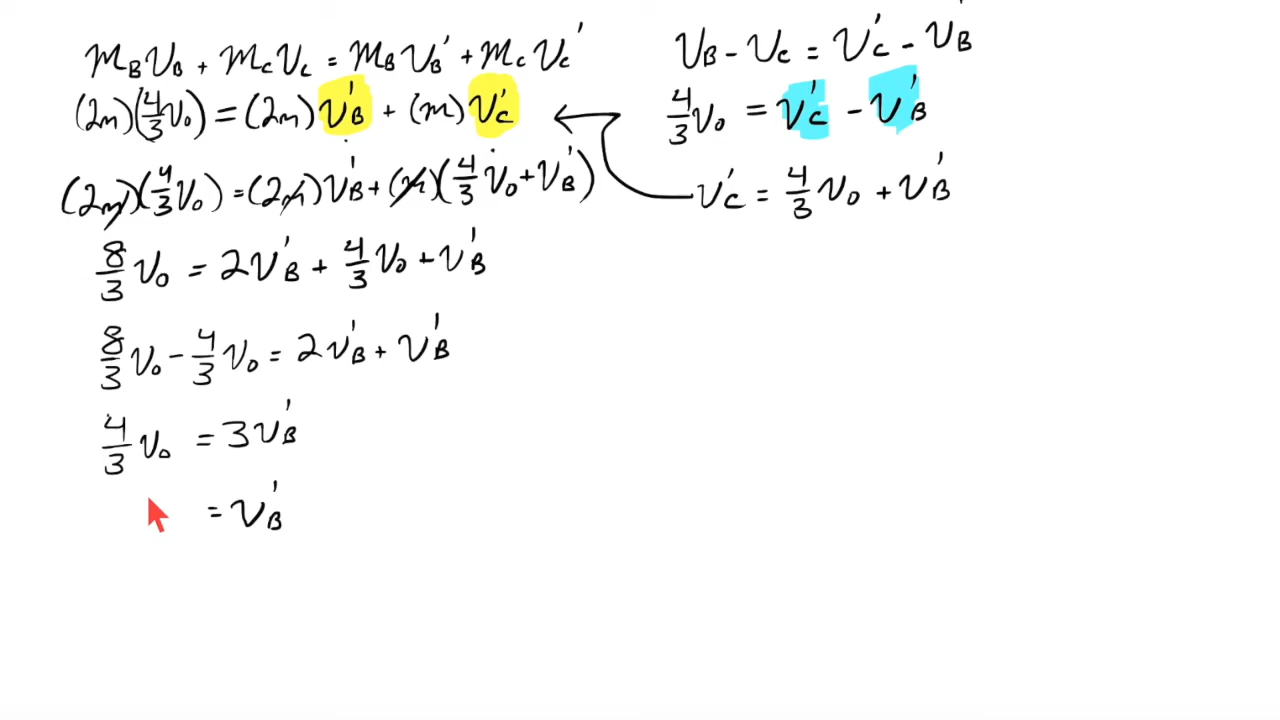 m_B v_B + m_C v_C = m_B v_B' + m_C v_C'
(2m)(4/3 v_0) = (2m) v_B' + (m) v_C'
(2m)(4/3 v_0) = (2m) v_B' + (m)(4/3 v_0 + v_B')
8/3 v_0 = 2v_B' + 4/3 v_0 + v_B'
8/3 v_0 - 4/3 v_0 = 2v_B' + v_B'
4/3 v_0 = 3v_B'
= v_B'
v_B - v_C = v_C' - v_B'
4/3 v_0 = v_C' - v_B'
v_C' = 4/3 v_0 + v_B'